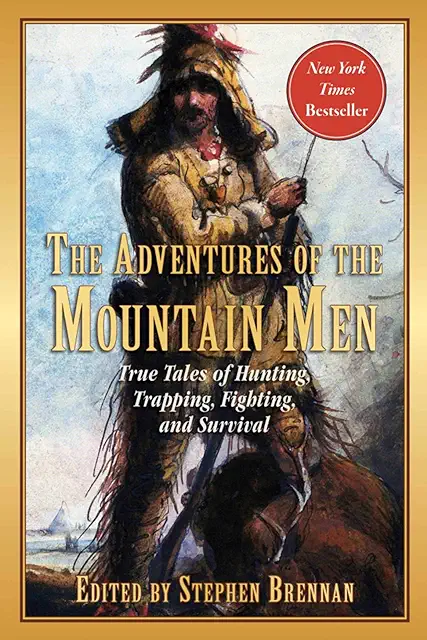 New York
Times
Bestseller
THE ADVENTURES OF THE
MOUNTAIN MEN
True Tales of Hunting,
Trapping, Fighting,
and Survival
EDITED BY STEPHEN BRENNAN